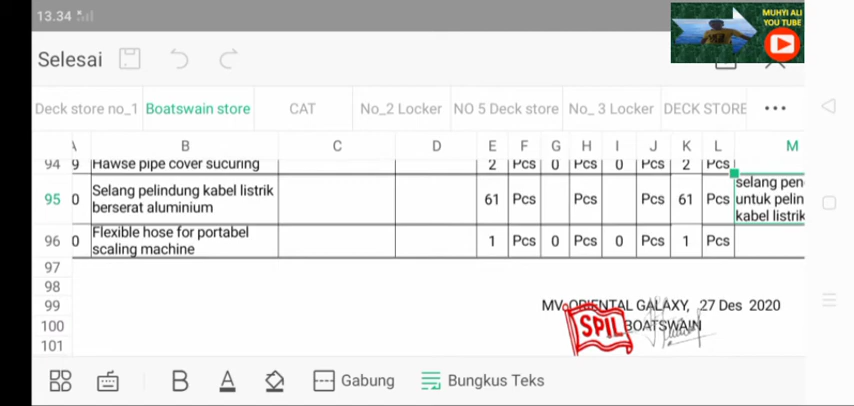 13.34
MUHYI ALI
YOU TUBE
Selesai
Deck store no_1 Boatswain store CAT No_2 Locker NO 5 Deck store No_ 3 Locker DECK STORE
A B C D E F G H I J K L M
94 9 Hawse pipe cover sucuring 2 Pcs 0 Pcs 0 Pcs 2 Pcs
95 0 Selang pelindung kabel listrik
berserat aluminium 61 Pcs Pcs Pcs 61 Pcs
selang pen
untuk pelin
kabel listrik
96 0 Flexible hose for portabel
scaling machine 1 Pcs 0 Pcs 0 Pcs 1 Pcs
97
98
99 MV. ORIENTAL GALAXY, 27 Des 2020
100 SPIL BOATSWAIN
101
B A Gabung Bungkus Teks